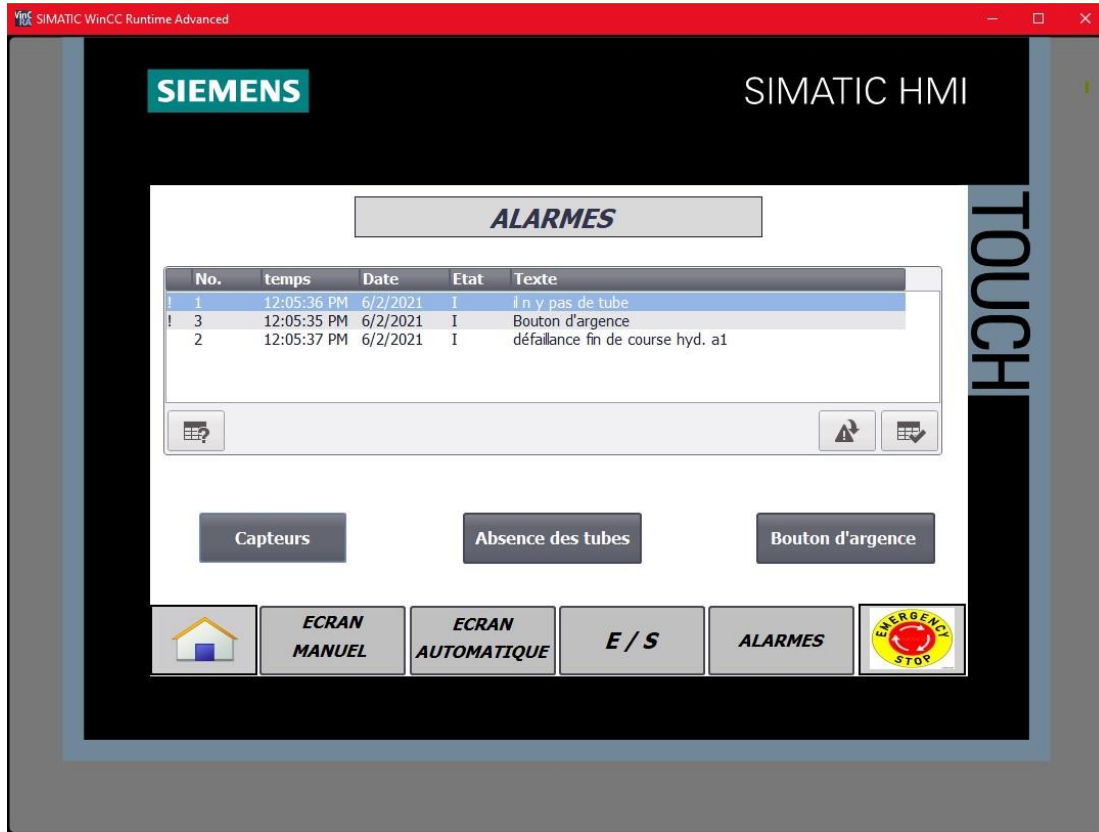 SIMATIC WinCC Runtime Advanced
SIEMENS
SIMATIC HMI
TOUCH
ALARMES
No. temps Date Etat Texte
! 1 12:05:36 PM 6/2/2021 I il n y pas de tube
! 3 12:05:35 PM 6/2/2021 I Bouton d'argence
2 12:05:37 PM 6/2/2021 I défaillance fin de course hyd. a1
Capteurs
Absence des tubes
Bouton d'argence
ECRAN
MANUEL
ECRAN
AUTOMATIQUE
E / S
ALARMES
EMERGENCY
STOP